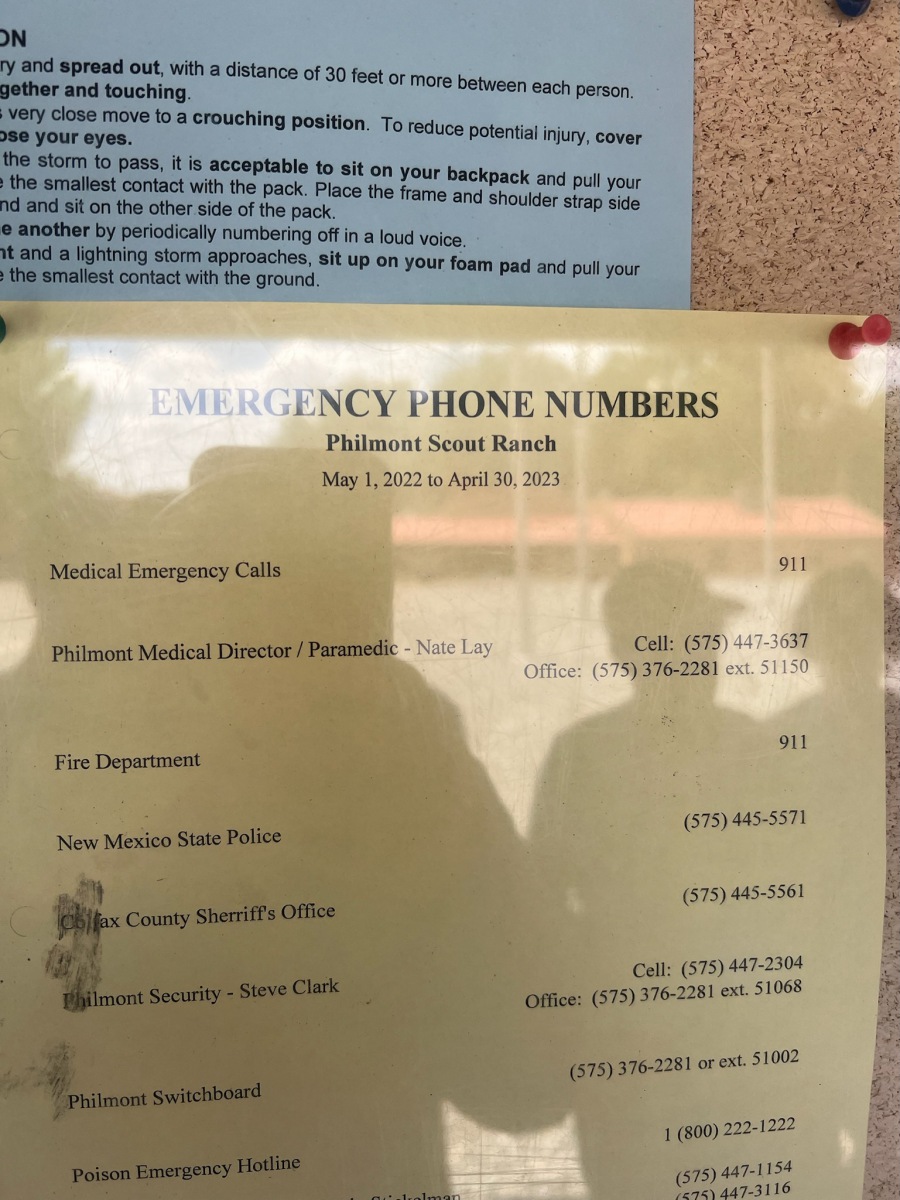 ON
ry and spread out, with a distance of 30 feet or more between each person.
gether and touching.
s very close move to a crouching position. To reduce potential injury, cover
ose your eyes.
the storm to pass, it is acceptable to sit on your backpack and pull your
e the smallest contact with the pack. Place the frame and shoulder strap side
nd and sit on the other side of the pack.
e another by periodically numbering off in a loud voice.
nt and a lightning storm approaches, sit up on your foam pad and pull your
e the smallest contact with the ground.
EMERGENCY PHONE NUMBERS
Philmont Scout Ranch
May 1, 2022 to April 30, 2023
Medical Emergency Calls 911
Philmont Medical Director / Paramedic - Nate Lay Cell: (575) 447-3637
Office: (575) 376-2281 ext. 51150
Fire Department 911
New Mexico State Police (575) 445-5571
Colfax County Sherriff's Office (575) 445-5561
Philmont Security - Steve Clark Cell: (575) 447-2304
Office: (575) 376-2281 ext. 51068
Philmont Switchboard (575) 376-2281 or ext. 51002
Poison Emergency Hotline 1 (800) 222-1222
(575) 447-1154
(575) 447-3116